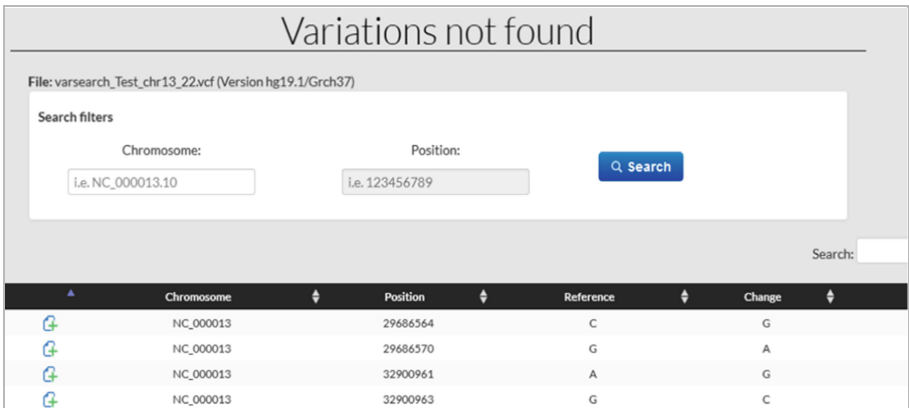 Variations not found
File: varsearch_Test_chr13_22.vcf (Version hg19.1/Grch37)
Search filters
Chromosome: Position:
i.e. NC_000013.10 i.e. 123456789 Search
Search:
Chromosome Position Reference Change
NC_000013 29686564 C G
NC_000013 29686570 G A
NC_000013 32900961 A G
NC_000013 32900963 G C